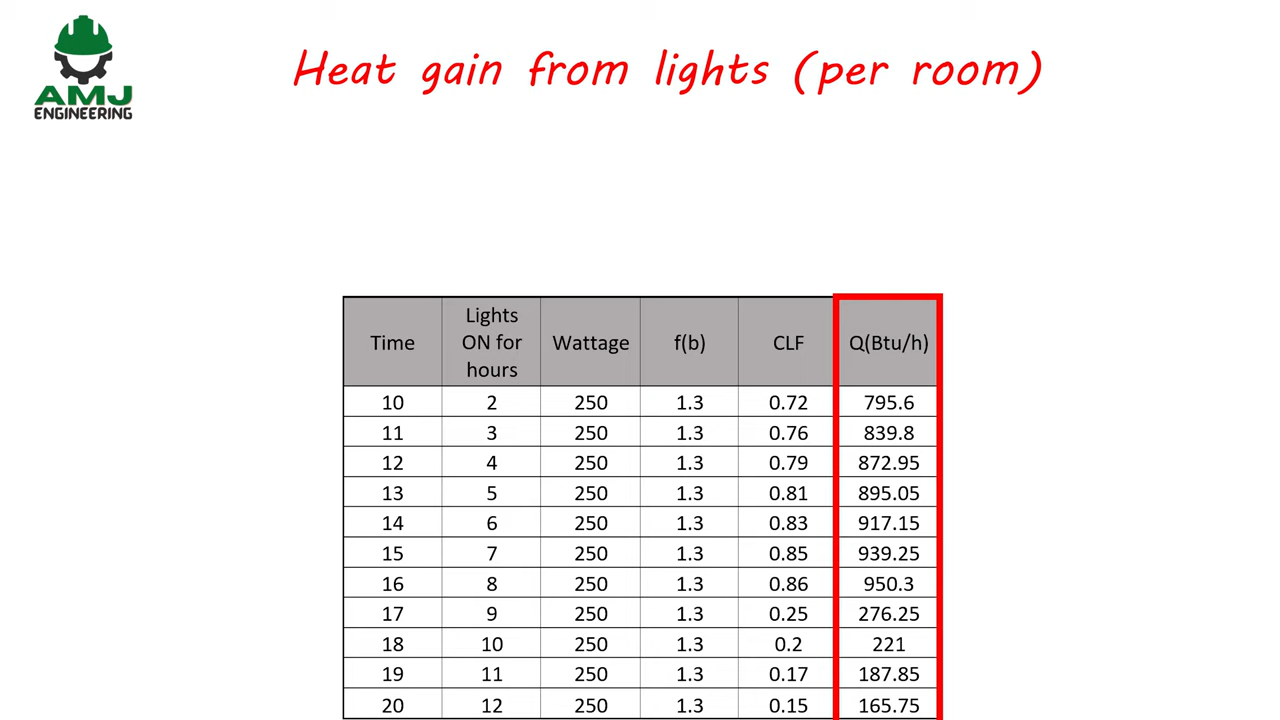 AMJ
ENGINEERING
Heat gain from lights (per room)
Time Lights ON for hours Wattage f(b) CLF Q(Btu/h)
10 2 250 1.3 0.72 795.6
11 3 250 1.3 0.76 839.8
12 4 250 1.3 0.79 872.95
13 5 250 1.3 0.81 895.05
14 6 250 1.3 0.83 917.15
15 7 250 1.3 0.85 939.25
16 8 250 1.3 0.86 950.3
17 9 250 1.3 0.25 276.25
18 10 250 1.3 0.2 221
19 11 250 1.3 0.17 187.85
20 12 250 1.3 0.15 165.75